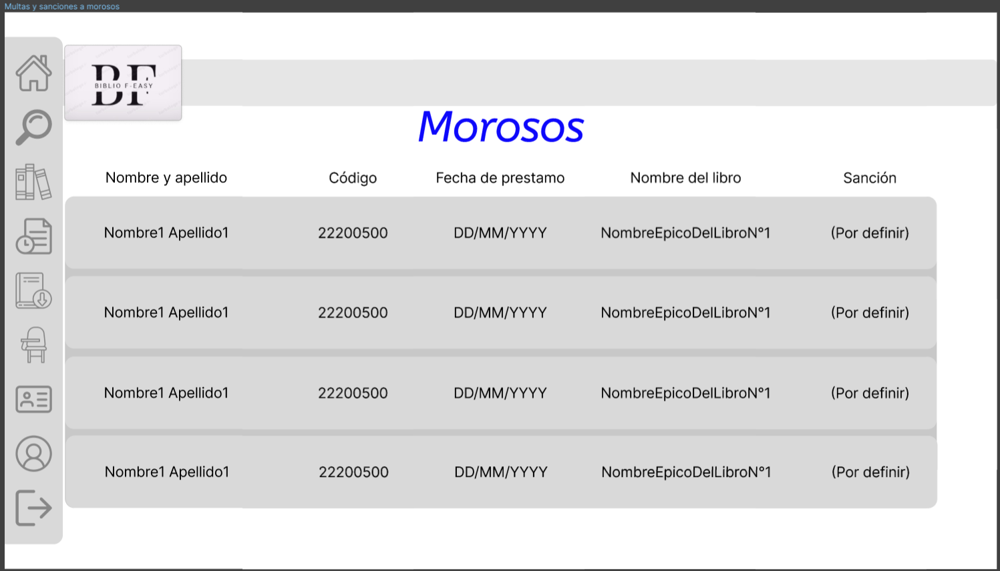 Multas y sanciones a morosos
BF
BIBLIO F-EASY
Morosos
Nombre y apellido Código Fecha de prestamo Nombre del libro Sanción
Nombre1 Apellido1 22200500 DD/MM/YYYY NombreEpicoDelLibroN°1 (Por definir)
Nombre1 Apellido1 22200500 DD/MM/YYYY NombreEpicoDelLibroN°1 (Por definir)
Nombre1 Apellido1 22200500 DD/MM/YYYY NombreEpicoDelLibroN°1 (Por definir)
Nombre1 Apellido1 22200500 DD/MM/YYYY NombreEpicoDelLibroN°1 (Por definir)